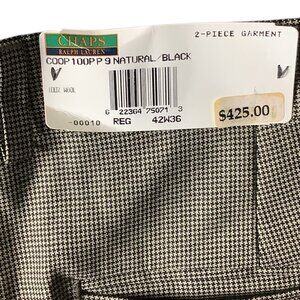 CHAPS
RALPH LAUREN
2-PIECE GARMENT
COOP100PP9 NATURAL/BLACK
100% WOOL
6 22364 75071 3
$425.00
-00010 REG 42W36